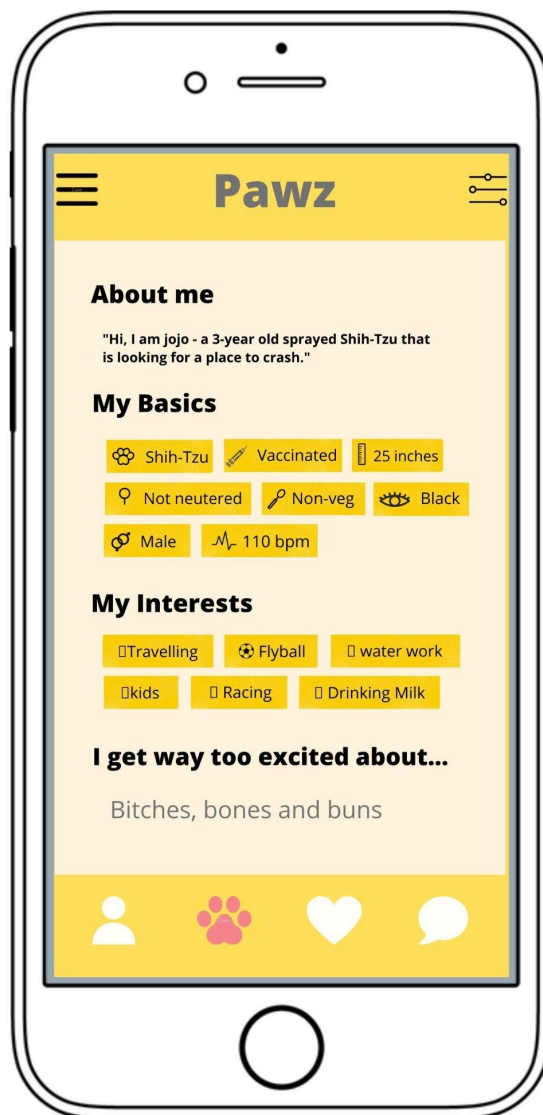 Pawz
About me
"Hi, I am jojo - a 3-year old sprayed Shih-Tzu that
is looking for a place to crash."
My Basics
Shih-Tzu Vaccinated 25 inches
Not neutered Non-veg Black
Male 110 bpm
My Interests
Travelling Flyball water work
kids Racing Drinking Milk
I get way too excited about...
Bitches, bones and buns